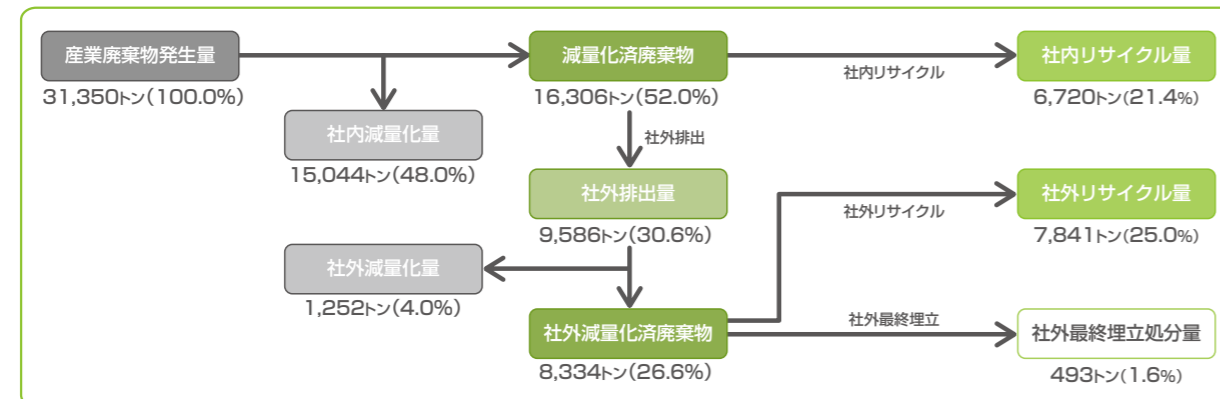 産業廃棄物発生量
減量化済廃棄物
社内リサイクル
社内リサイクル量
31,350トン(100.0%)
16,306トン(52.0%)
6,720トン(21.4%)
社内減量化量
15,044トン(48.0%)
社外排出
社外排出量
9,586トン(30.6%)
社外リサイクル
社外リサイクル量
7,841トン(25.0%)
社外減量化量
1,252トン(4.0%)
社外減量化済廃棄物
8,334トン(26.6%)
社外最終埋立
社外最終埋立処分量
493トン(1.6%)